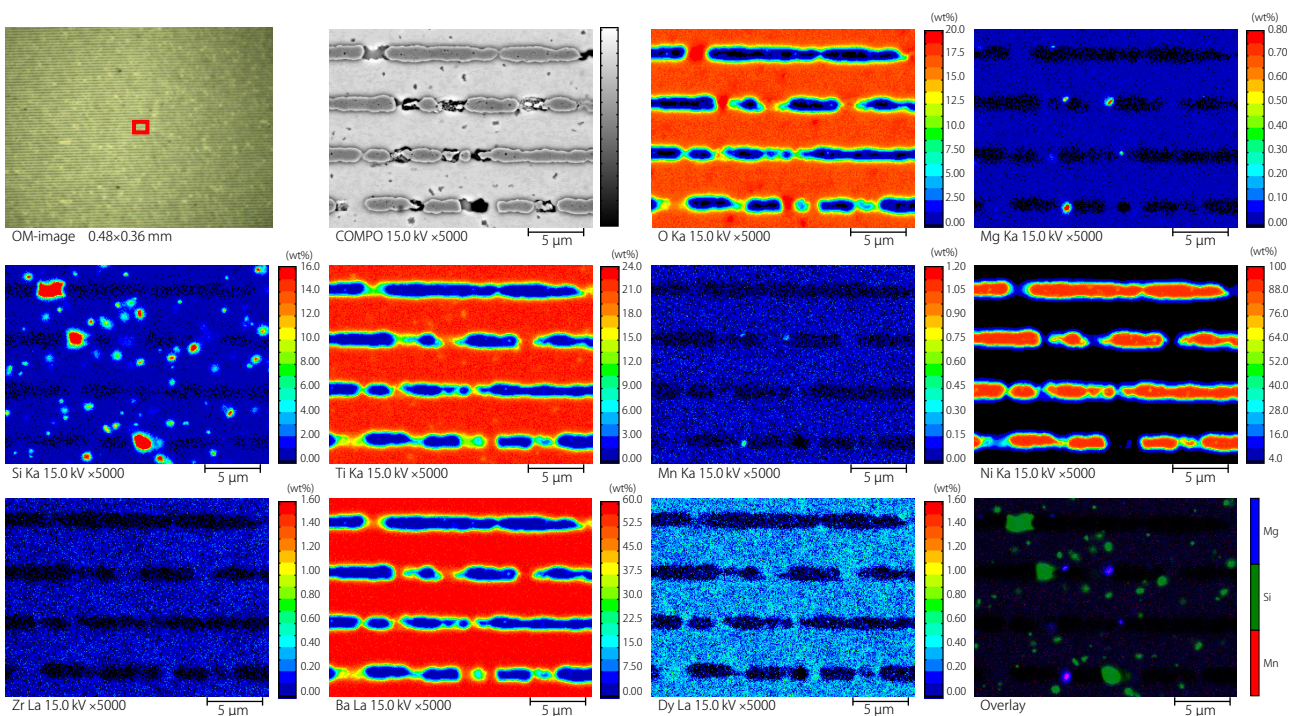 (wt%)
20.0
17.5
15.0
12.5
10.0
7.50
5.00
2.50
0.00
(wt%)
0.80
0.70
0.60
0.50
0.40
0.30
0.20
0.10
0.00
OM-image 0.48×0.36 mm
COMPO 15.0 kV ×5000
5 μm
O Ka 15.0 kV ×5000
5 μm
Mg Ka 15.0 kV ×5000
5 μm
(wt%)
16.0
14.0
12.0
10.0
8.00
6.00
4.00
2.00
0.00
(wt%)
24.0
21.0
18.0
15.0
12.0
9.00
6.00
3.00
0.00
(wt%)
1.20
1.05
0.90
0.75
0.60
0.45
0.30
0.15
0.00
(wt%)
100
88.0
76.0
64.0
52.0
40.0
28.0
16.0
4.0
Si Ka 15.0 kV ×5000
5 μm
Ti Ka 15.0 kV ×5000
5 μm
Mn Ka 15.0 kV ×5000
5 μm
Ni Ka 15.0 kV ×5000
5 μm
(wt%)
1.60
1.40
1.20
1.00
0.80
0.60
0.40
0.20
0.00
(wt%)
60.0
52.5
45.0
37.5
30.0
22.5
15.0
7.50
0.00
(wt%)
1.60
1.40
1.20
1.00
0.80
0.60
0.40
0.20
0.00
Mg
Si
Mn
Zr La 15.0 kV ×5000
5 μm
Ba La 15.0 kV ×5000
5 μm
Dy La 15.0 kV ×5000
5 μm
Overlay
5 μm